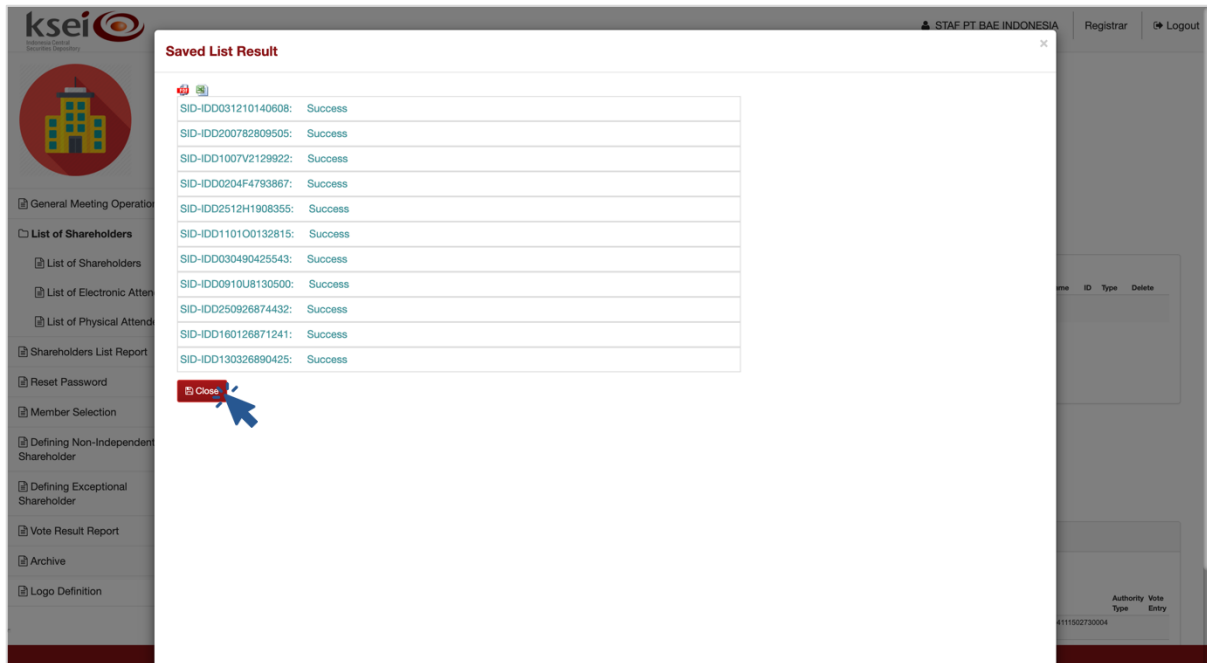 ksei
Indonesia Central
Securities Depository
STAF PT BAE INDONESIA
Registrar
Logout
Saved List Result
×
SID-IDD031210140608: Success
SID-IDD200782809505: Success
SID-IDD1007V2129922: Success
SID-IDD0204F4793867: Success
SID-IDD2512H1908355: Success
SID-IDD1101O0132815: Success
SID-IDD030490425543: Success
SID-IDD0910U8130500: Success
SID-IDD250926874432: Success
SID-IDD160126871241: Success
SID-IDD130326890425: Success
Close
General Meeting Operation
List of Shareholders
List of Shareholders
List of Electronic Atten
List of Physical Attende
Shareholders List Report
Reset Password
Member Selection
Defining Non-Independent
Shareholder
Defining Exceptional
Shareholder
Vote Result Report
Archive
Logo Definition
ame ID Type Delete
Authority Vote
Type Entry
4111502730004